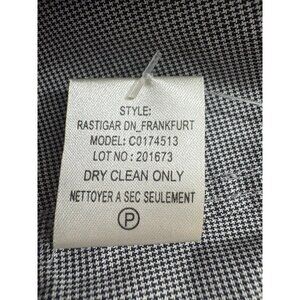 STYLE:
RASTIGAR DN_FRANKFURT
MODEL: C0174513
LOT NO : 201673
DRY CLEAN ONLY
NETTOYER A SEC SEULEMENT
P